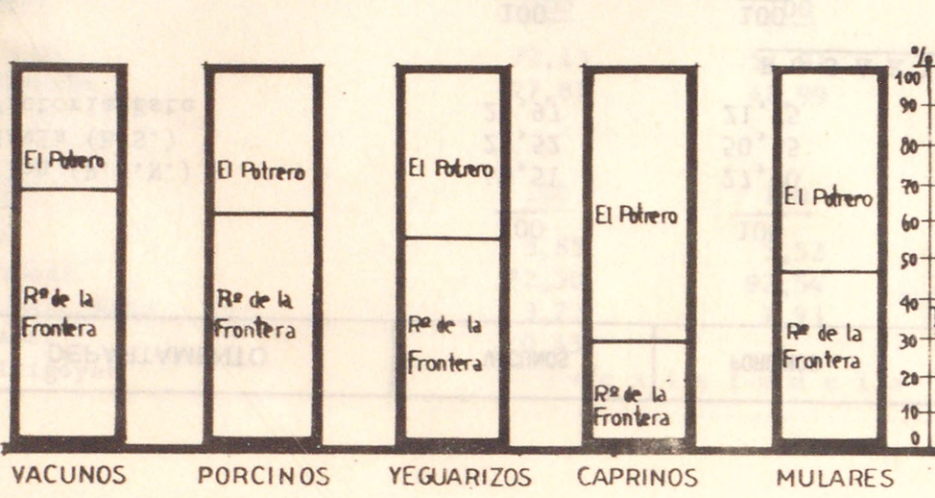 %
100
90
80
70
60
50
40
30
20
10
0
El Potrero
Rº de la
Frontera
El Potrero
Rº de la
Frontera
El Potrero
Rº de la
Frontera
El Potrero
Rº de la
Frontera
El Potrero
Rº de la
Frontera
VACUNOS PORCINOS YEGUARIZOS CAPRINOS MULARES